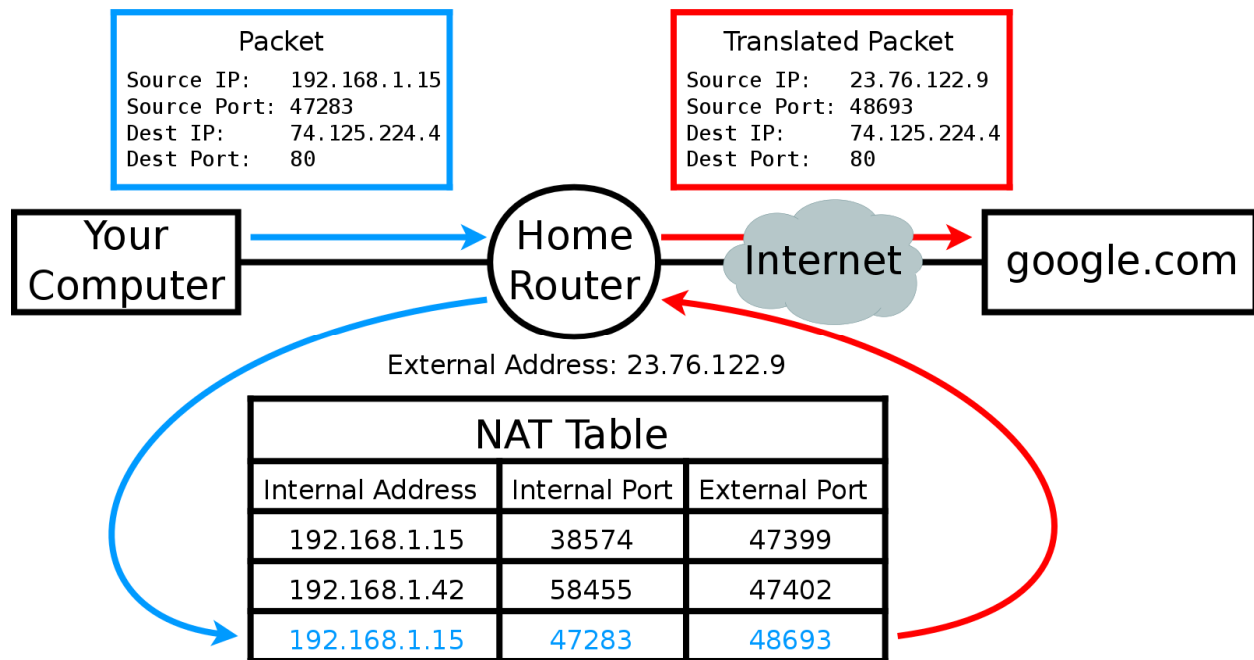 Packet
Source IP: 192.168.1.15
Source Port: 47283
Dest IP: 74.125.224.4
Dest Port: 80
Translated Packet
Source IP: 23.76.122.9
Source Port: 48693
Dest IP: 74.125.224.4
Dest Port: 80
Your
Computer
Home
Router
Internet
google.com
External Address: 23.76.122.9
NAT Table
Internal Address Internal Port External Port
192.168.1.15 38574 47399
192.168.1.42 58455 47402
192.168.1.15 47283 48693